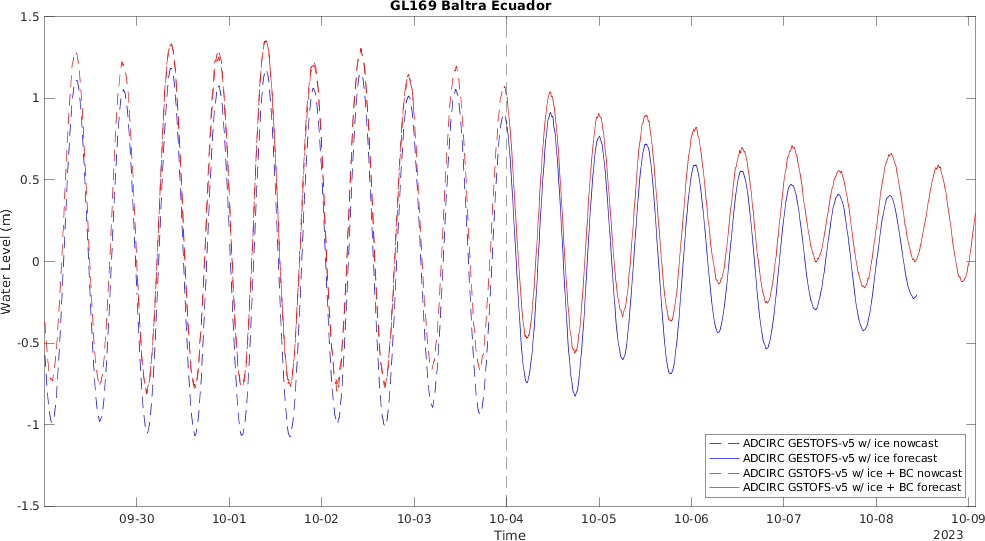 GL169 Baltra Ecuador
1.5
1
0.5
0
-0.5
-1
-1.5
Water Level (m)
09-30 10-01 10-02 10-03 10-04 10-05 10-06 10-07 10-08 10-09
Time
2023
ADCIRC GESTOFS-v5 w/ ice nowcast
ADCIRC GESTOFS-v5 w/ ice forecast
ADCIRC GSTOFS-v5 w/ ice + BC nowcast
ADCIRC GSTOFS-v5 w/ ice + BC forecast